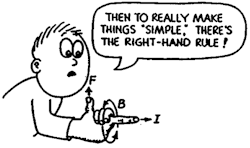 THEN TO REALLY MAKE
THINGS "SIMPLE," THERE'S
THE RIGHT-HAND RULE!
F
B
I